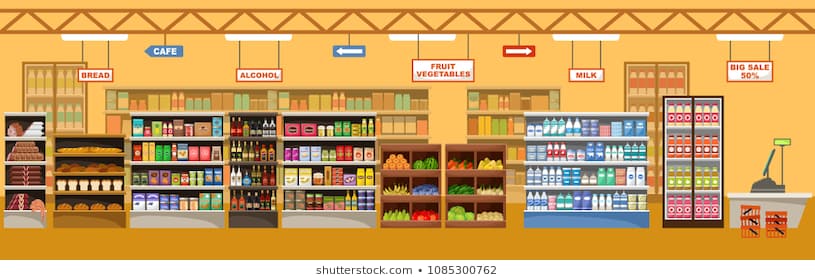 CAFE
BREAD
ALCOHOL
FRUIT
VEGETABLES
MILK
BIG SALE
50%
shutterstock.com • 1085300762